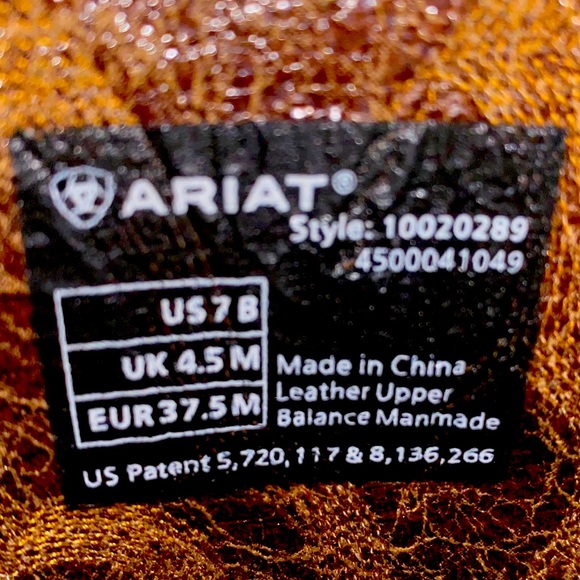 ARIAT®
Style: 10020289
4500041049
US 7 B
UK 4.5 M
EUR 37.5 M
Made in China
Leather Upper
Balance Manmade
US Patent 5,720,117 & 8,136,266